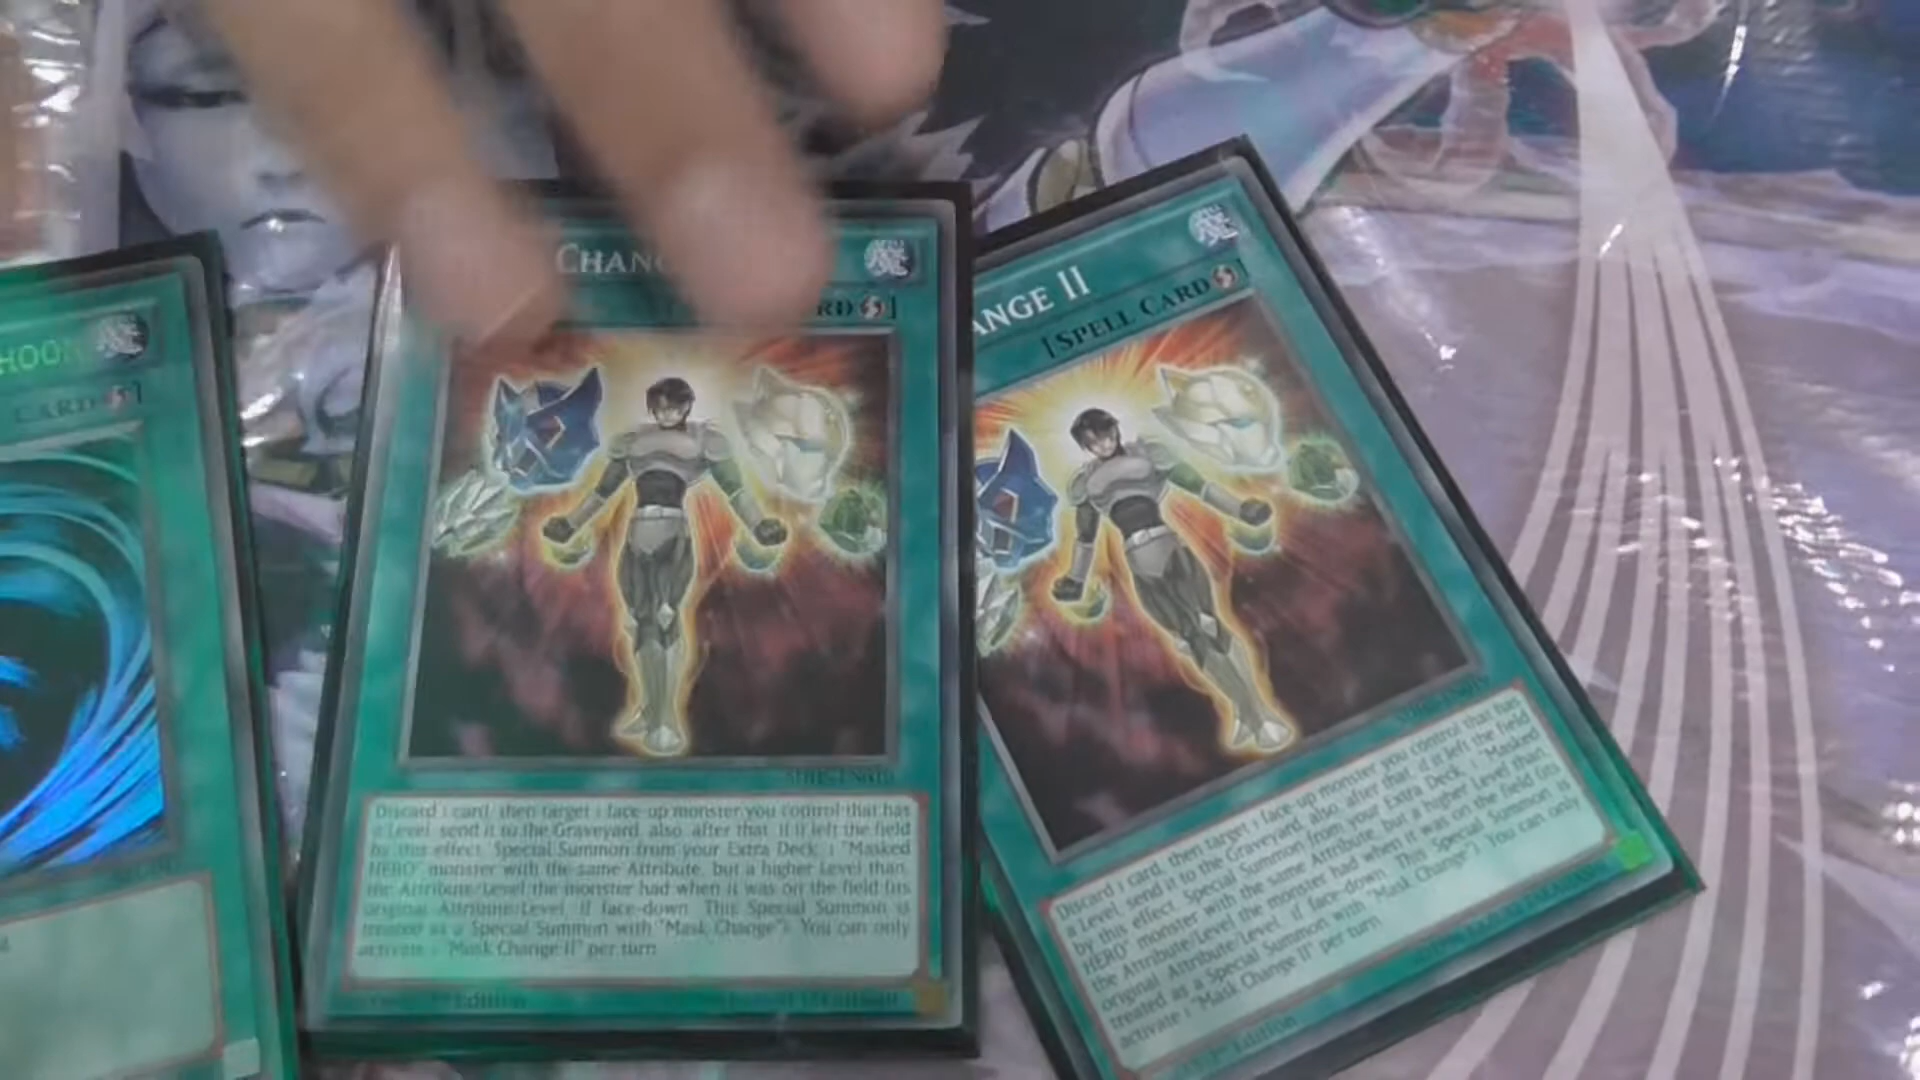 HOON
CARD
CHANG
RD
Discard 1 card, then target 1 face-up monster you control that has
a Level; send it to the Graveyard, also, after that, if it left the field
by this effect, Special Summon from your Extra Deck, 1 "Masked
HERO" monster with the same Attribute, but a higher Level than
the Attribute/Level the monster had when it was on the field (its
original Attribute/Level, if face-down. This Special Summon is
treated as a Special Summon with "Mask Change"). You can only
activate 1 "Mask Change II" per turn.
1st Edition
ANGE II
[SPELL CARD
Discard 1 card, then target 1 face-up monster you control that has
a Level; send it to the Graveyard, also, after that, if it left the field
by this effect, Special Summon from your Extra Deck, 1 "Masked
HERO" monster with the same Attribute, but a higher Level than
the Attribute/Level the monster had when it was on the field (its
original Attribute/Level, if face-down. This Special Summon is
treated as a Special Summon with "Mask Change"). You can only
activate 1 "Mask Change II" per turn.
1st Edition